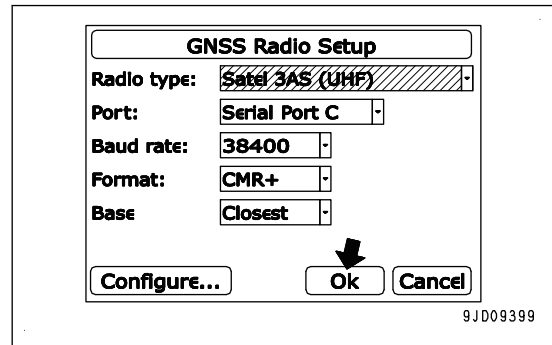 GNSS Radio Setup
Radio type: Satel 3AS (UHF)
Port: Serial Port C
Baud rate: 38400
Format: CMR+
Base Closest
Configure... Ok Cancel
9JD09399